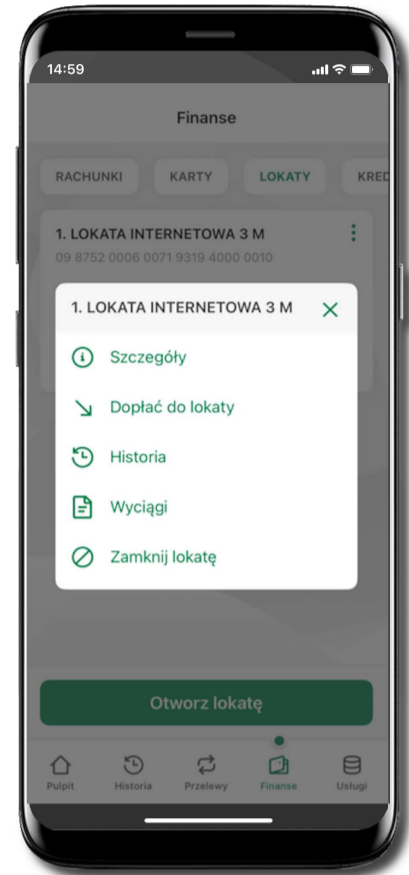 14:59
Finanse
RACHUNKI KARTY LOKATY KRED
1. LOKATA INTERNETOWA 3 M
09 8752 0006 0071 9319 4000 0010
1. LOKATA INTERNETOWA 3 M
Szczegóły
Dopłać do lokaty
Historia
Wyciągi
Zamknij lokatę
Otworz lokatę
Pulpit Historia Przelewy Finanse Usługi